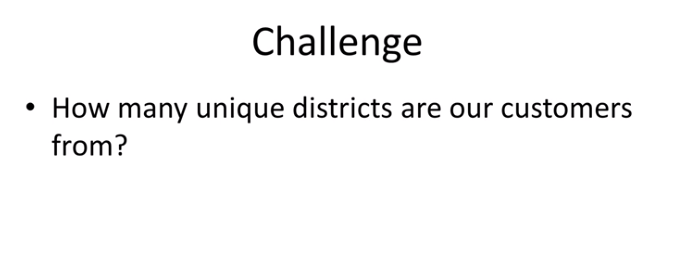 Challenge
• How many unique districts are our customers
from?